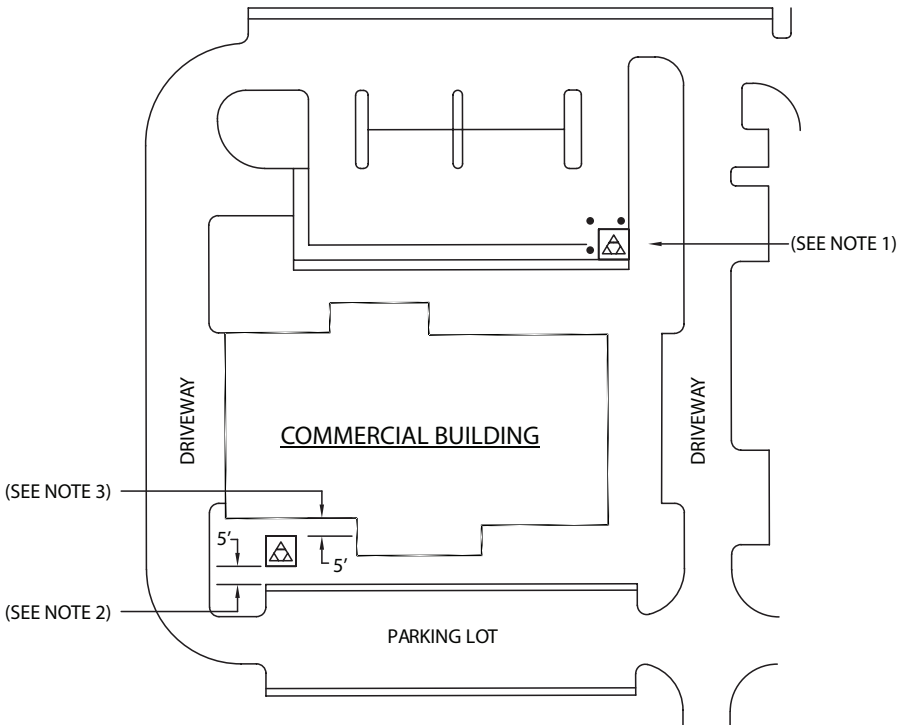 (SEE NOTE 1)
DRIVEWAY
DRIVEWAY
COMMERCIAL BUILDING
(SEE NOTE 3)
5’
5’
(SEE NOTE 2)
PARKING LOT